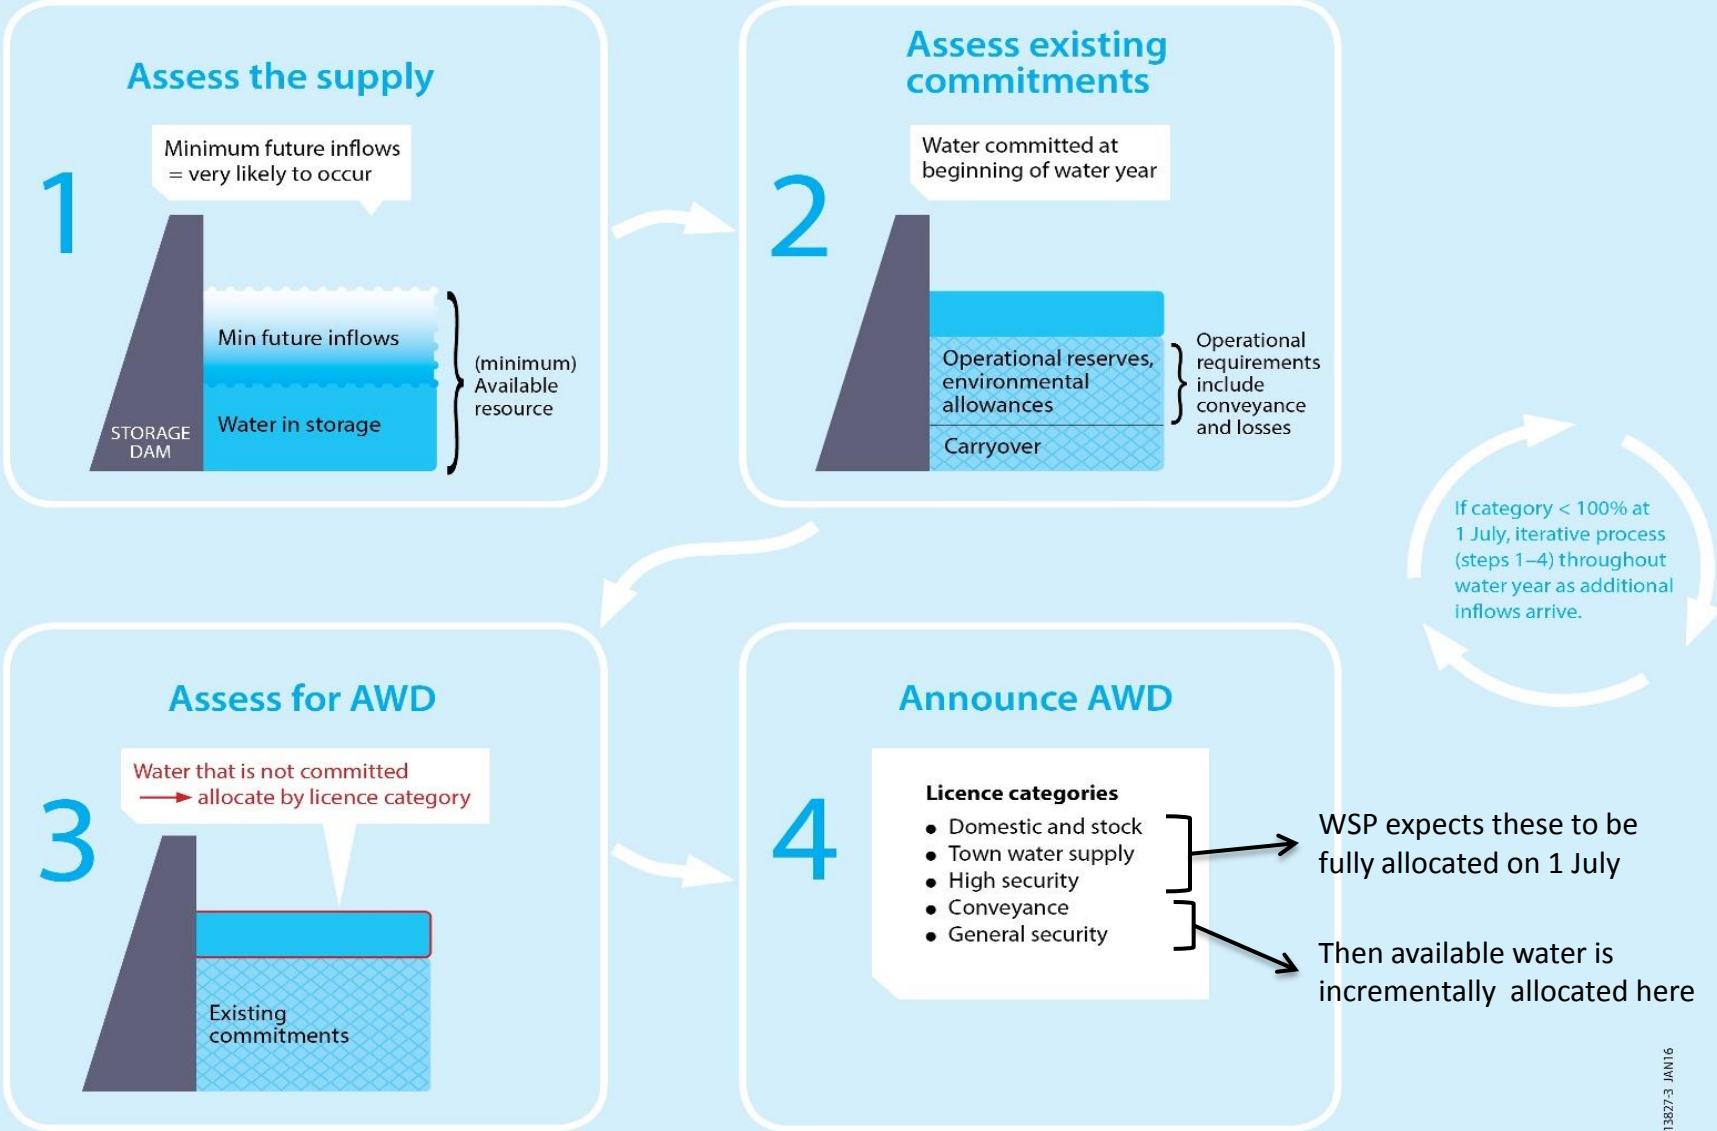 Assess the supply
1
Minimum future inflows
= very likely to occur
Min future inflows
Water in storage
STORAGE
DAM
(minimum)
Available
resource
Assess existing
commitments
2
Water committed at
beginning of water year
Operational reserves,
environmental
allowances
Carryover
Operational
requirements
include
conveyance
and losses
If category < 100% at
1 July, iterative process
(steps 1–4) throughout
water year as additional
inflows arrive.
Assess for AWD
3
Water that is not committed
→ allocate by licence category
Existing
commitments
Announce AWD
4
Licence categories
• Domestic and stock
• Town water supply
• High security
• Conveyance
• General security
WSP expects these to be
fully allocated on 1 July
Then available water is
incrementally allocated here
13827-3 JAN16